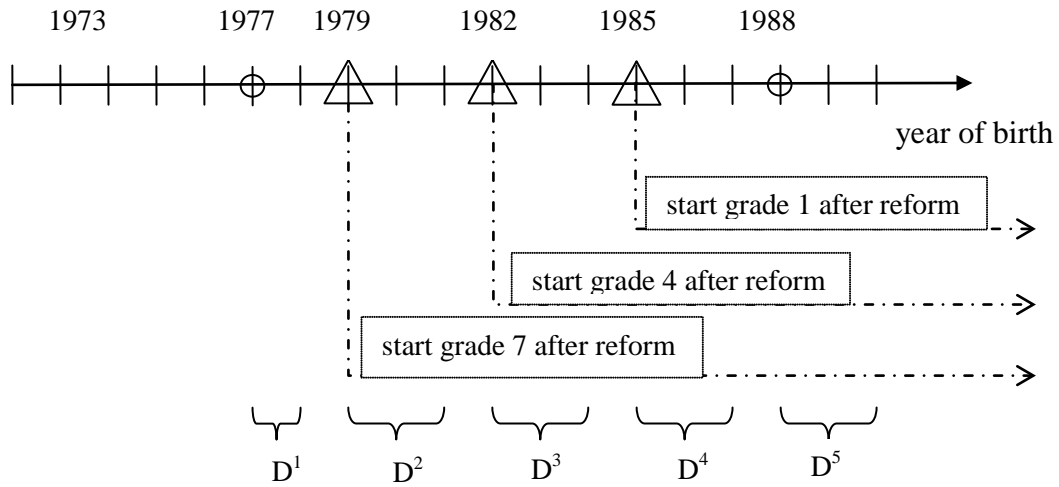 1973 1977 1979 1982 1985 1988
year of birth
start grade 1 after reform
start grade 4 after reform
start grade 7 after reform
D¹ D² D³ D⁴ D⁵